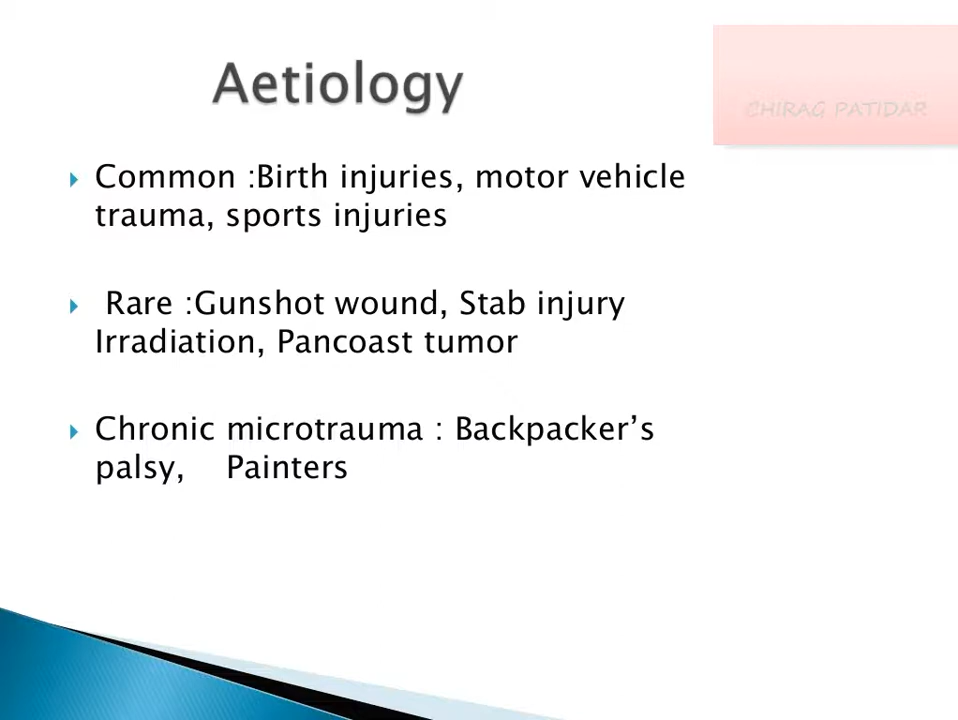 Aetiology
CHIRAG PATIDAR
Common :Birth injuries, motor vehicle
trauma, sports injuries
Rare :Gunshot wound, Stab injury
Irradiation, Pancoast tumor
Chronic microtrauma : Backpacker’s
palsy, Painters